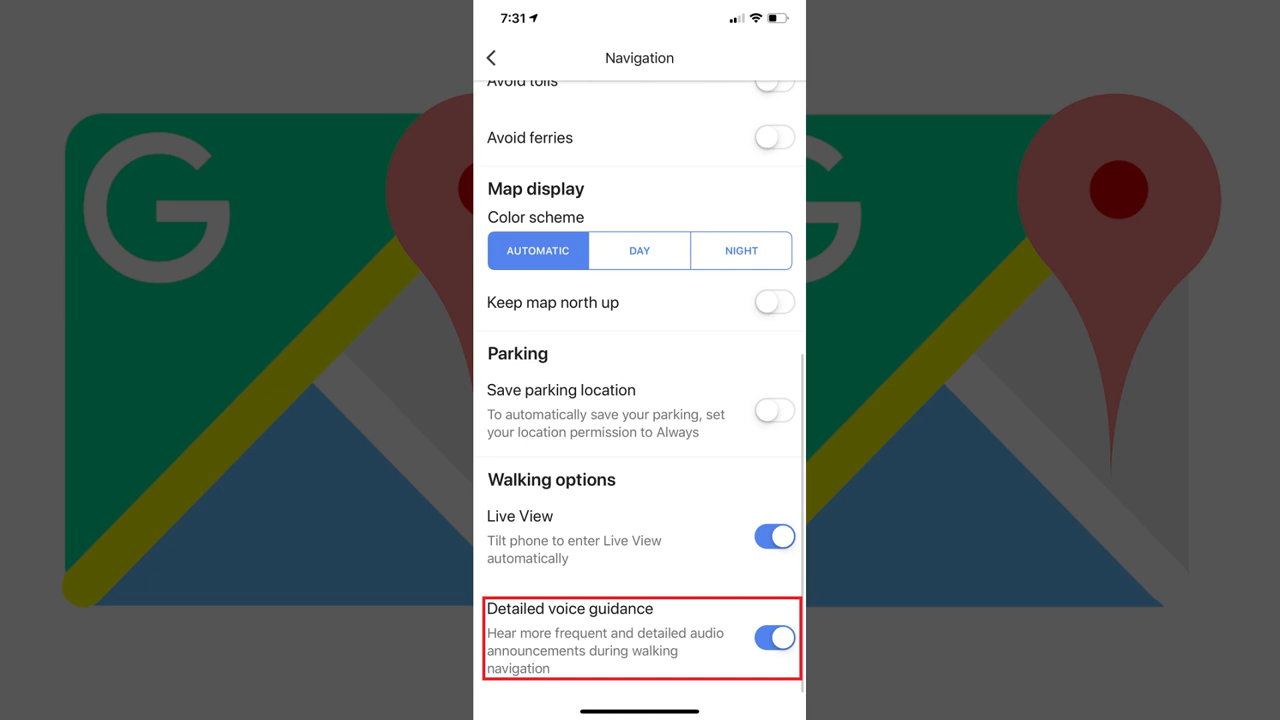 7:31
Navigation
Avoid tolls
Avoid ferries
Map display
Color scheme
AUTOMATIC DAY NIGHT
Keep map north up
Parking
Save parking location
To automatically save your parking, set
your location permission to Always
Walking options
Live View
Tilt phone to enter Live View
automatically
Detailed voice guidance
Hear more frequent and detailed audio
announcements during walking
navigation
G
G